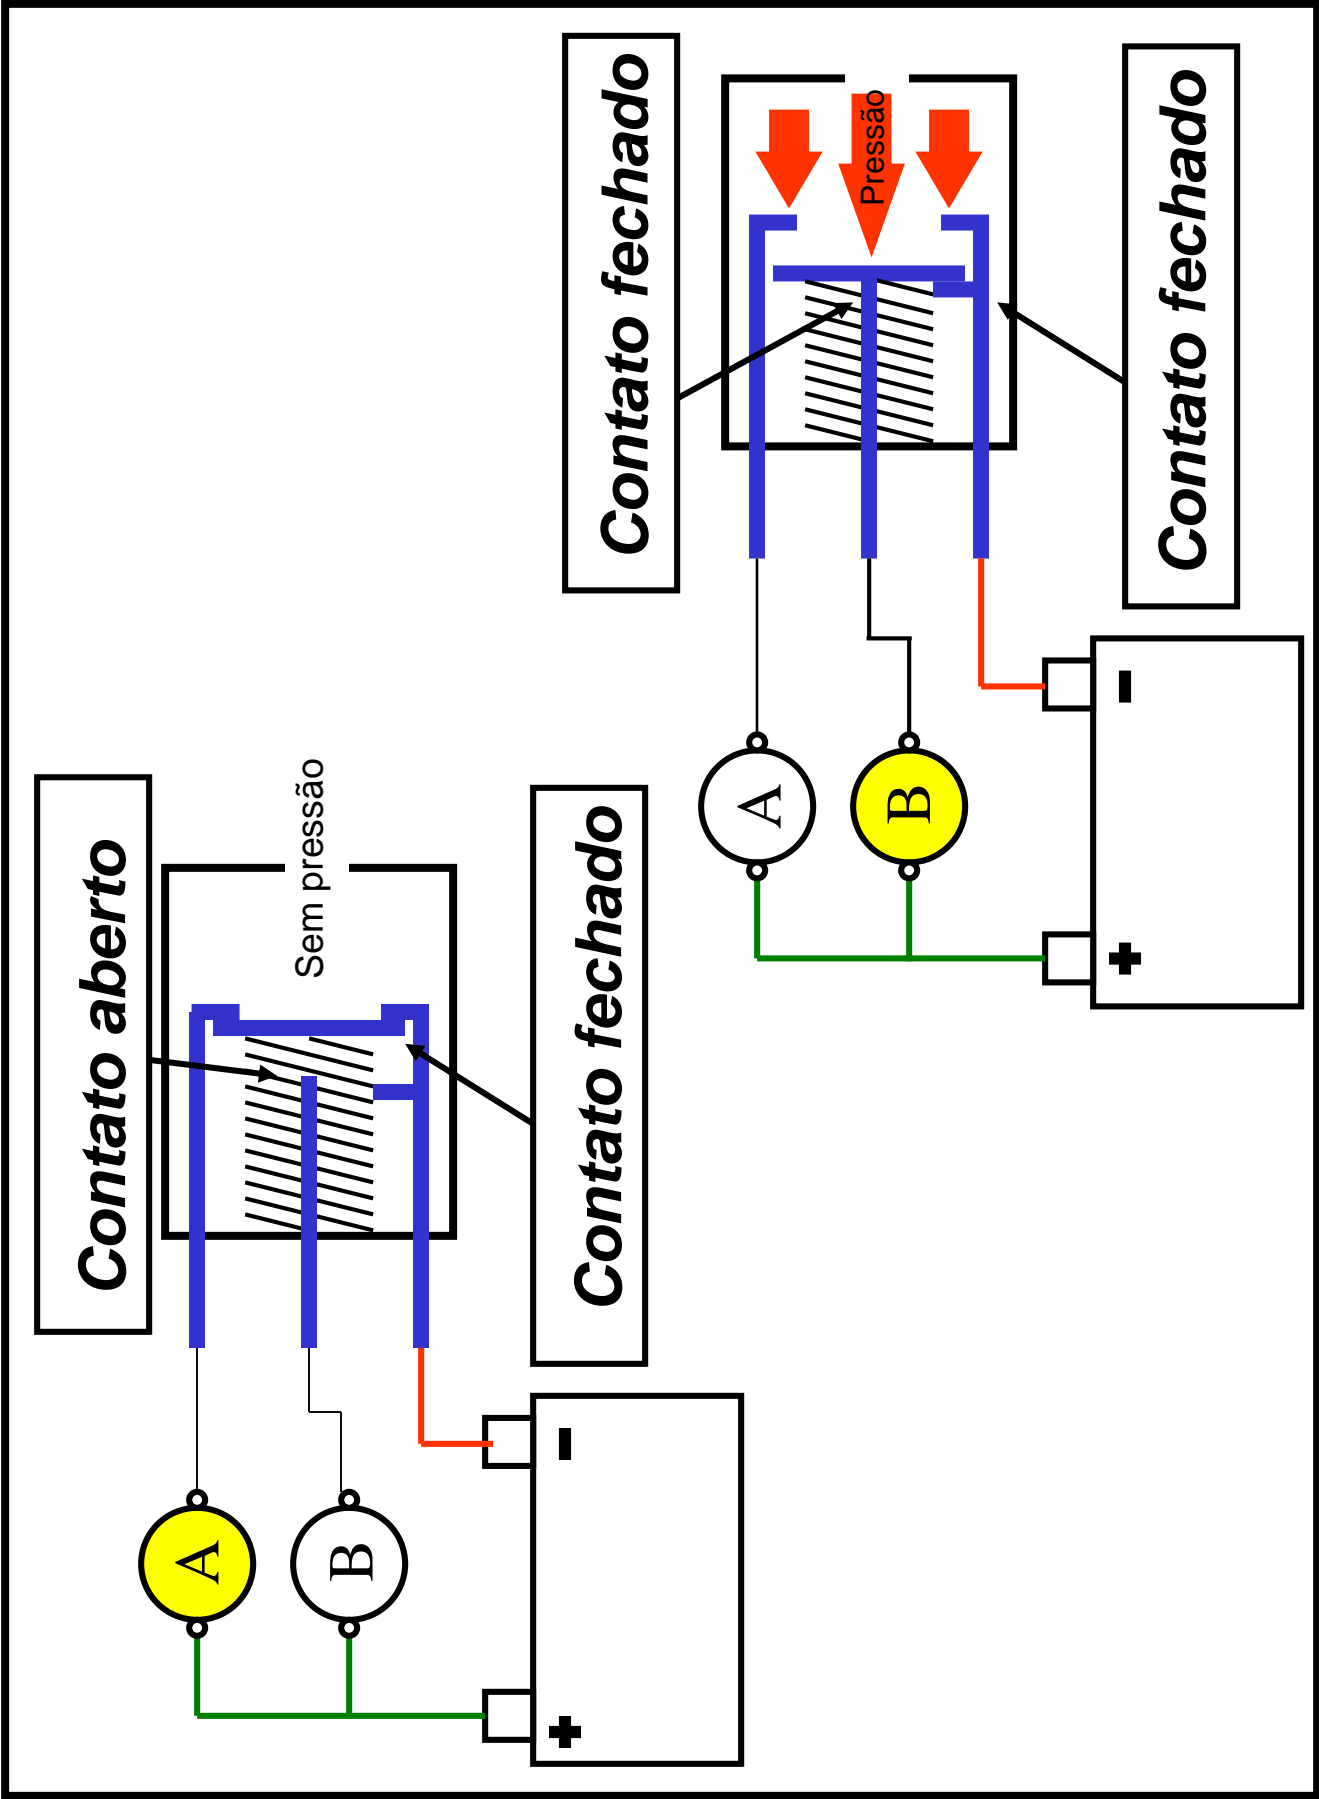 Contato aberto
Sem pressão
Contato fechado
A
B
+
-
Contato fechado
Pressão
Contato fechado
A
B
+
-